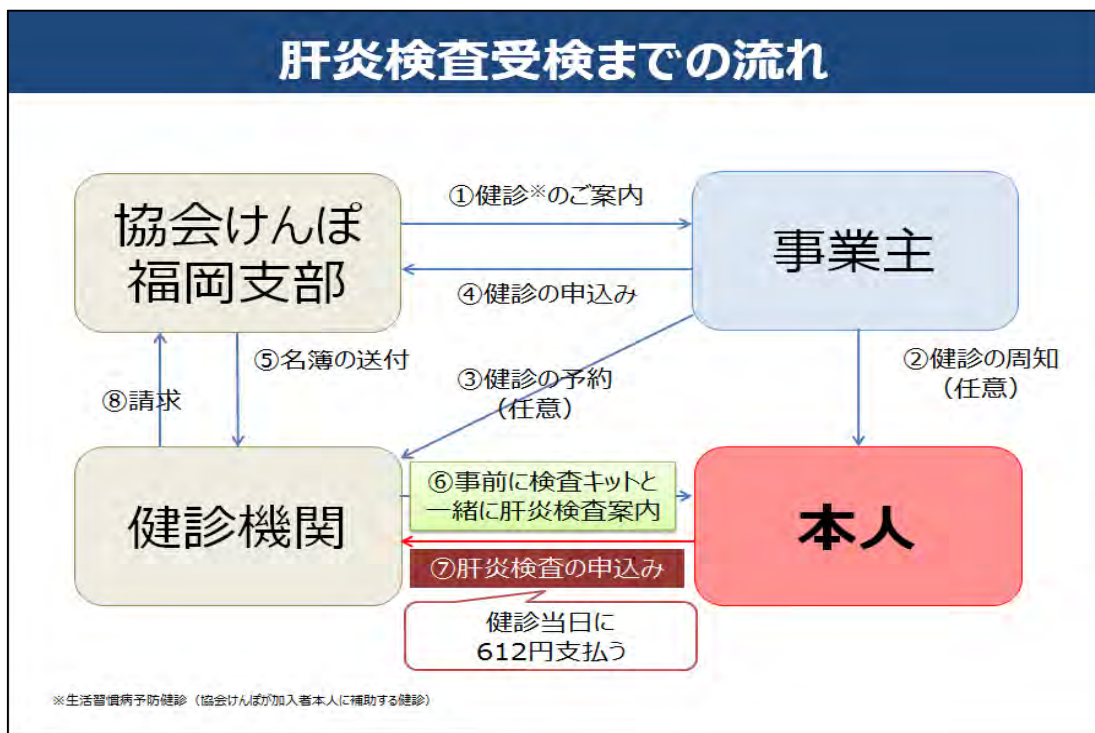 肝炎検査受検までの流れ
協会けんぽ
福岡支部
①健診※のご案内
④健診の申込み
事業主
⑤名簿の送付
③健診の予約
(任意)
②健診の周知
(任意)
⑧請求
健診機関
⑥事前に検査キットと
一緒に肝炎検査案内
⑦肝炎検査の申込み
本人
健診当日に
612円支払う
※生活習慣病予防健診(協会けんぽが加入者本人に補助する健診)